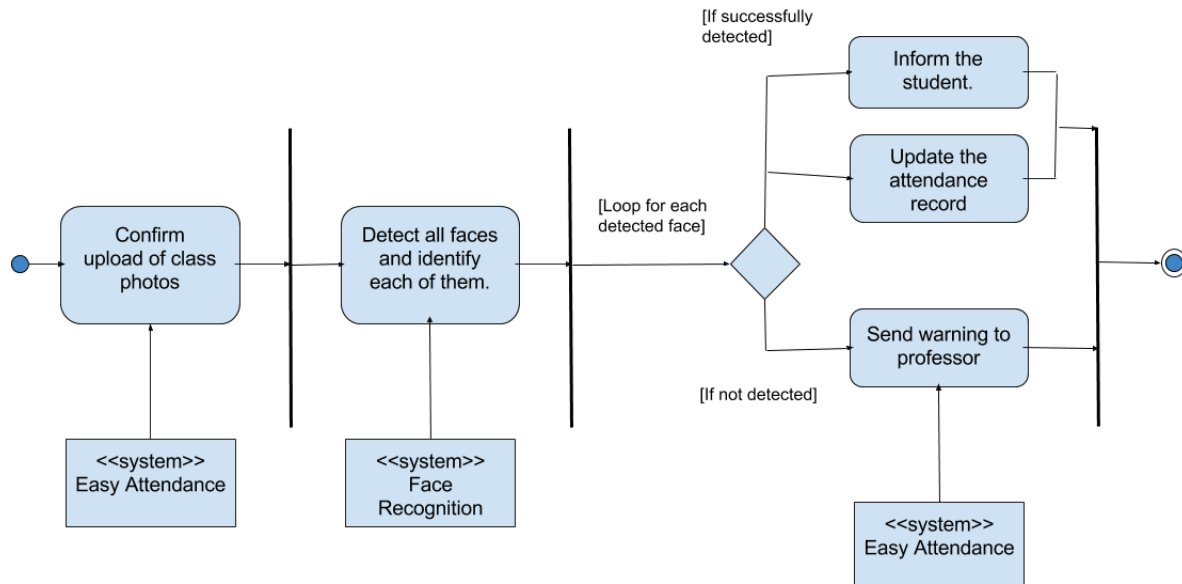 [If successfully
detected]
Inform the
student.
Update the
attendance
record
[Loop for each
detected face]
Confirm
upload of class
photos
Detect all faces
and identify
each of them.
Send warning to
professor
[If not detected]
<<system>>
Easy Attendance
<<system>>
Face
Recognition
<<system>>
Easy Attendance